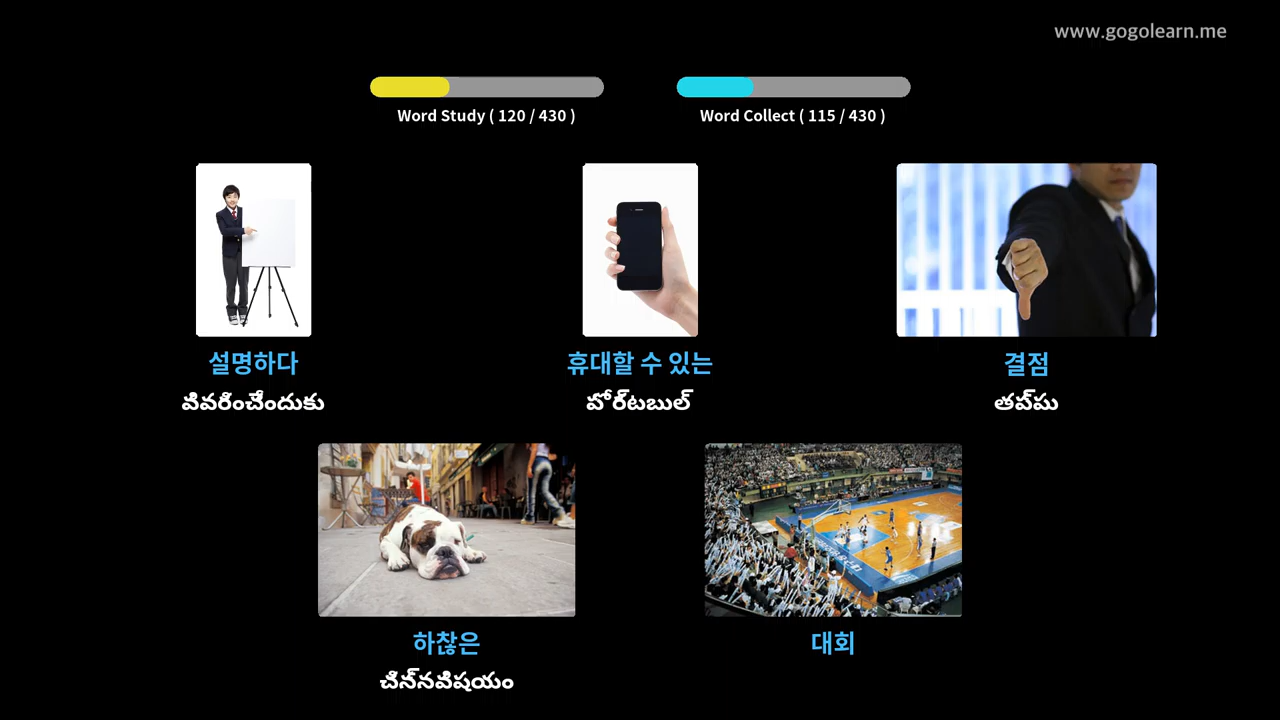 www.gogolearn.me
Word Study ( 120 / 430 )
Word Collect ( 115 / 430 )
설명하다
휴대할 수 있는
결점
వివరించేందుకు
పోర్టబుల్
తప్పు
하찮은
대회
చిన్నవిషయం